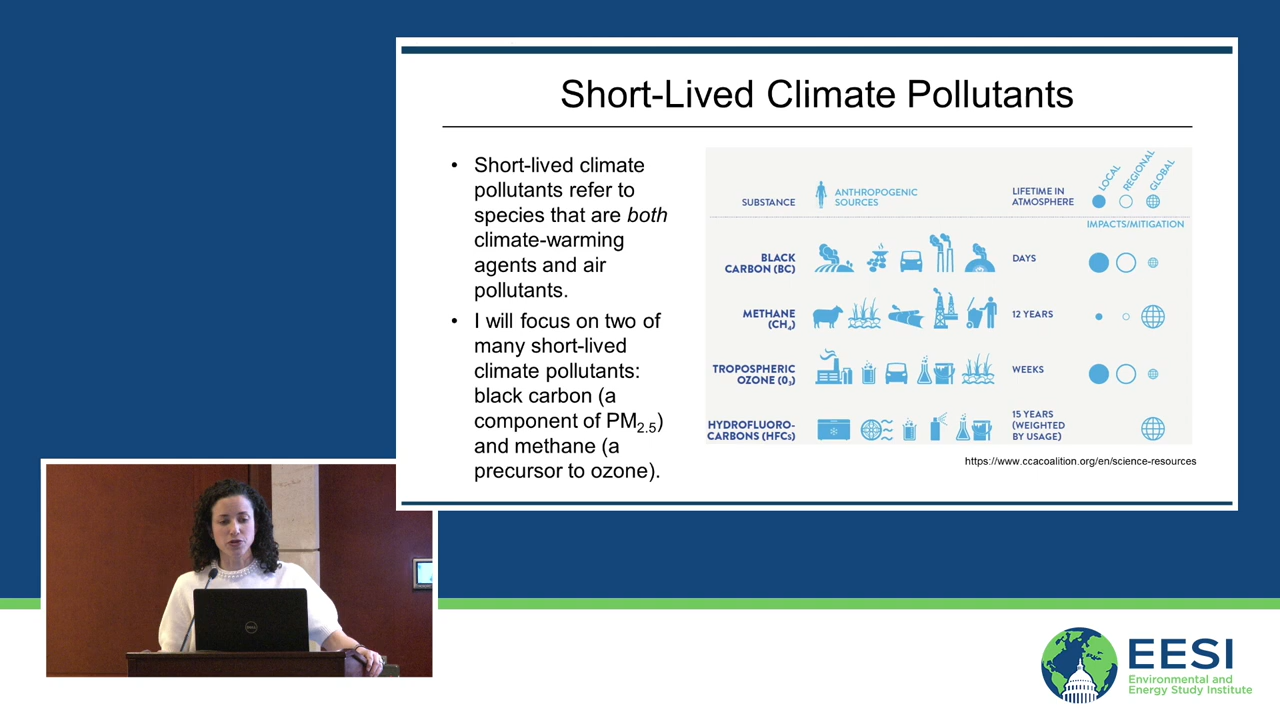 Short-Lived Climate Pollutants
• Short-lived climate
pollutants refer to
species that are both
climate-warming
agents and air
pollutants.
• I will focus on two of
many short-lived
climate pollutants:
black carbon (a
component of PM2.5)
and methane (a
precursor to ozone).
SUBSTANCE
ANTHROPOGENIC
SOURCES
LIFETIME IN
ATMOSPHERE
LOCAL
REGIONAL
GLOBAL
IMPACTS/MITIGATION
BLACK
CARBON (BC)
DAYS
METHANE
(CH4)
12 YEARS
TROPOSPHERIC
OZONE (03)
WEEKS
HYDROFLUORO-
CARBONS (HFCs)
15 YEARS
(WEIGHTED
BY USAGE)
https://www.ccacoalition.org/en/science-resources
DELL
EESI
Environmental and
Energy Study Institute